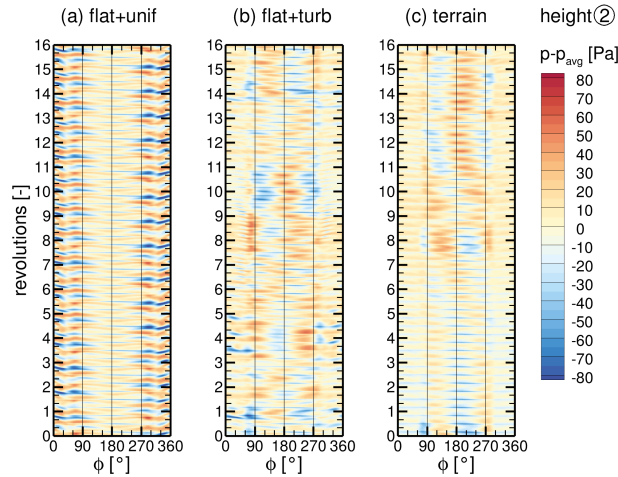 (a) flat+unif (b) flat+turb (c) terrain height②
p-pavg [Pa]
revolutions [-]
16 16 16
15 15 15
14 14 14
13 13 13
12 12 12
11 11 11
10 10 10
9 9 9
8 8 8
7 7 7
6 6 6
5 5 5
4 4 4
3 3 3
2 2 2
1 1 1
0 0 0
0 90 180 270 360 90 180 270 360 90 180 270 360
ϕ [°] ϕ [°] ϕ [°]
80
70
60
50
40
30
20
10
0
-10
-20
-30
-40
-50
-60
-70
-80